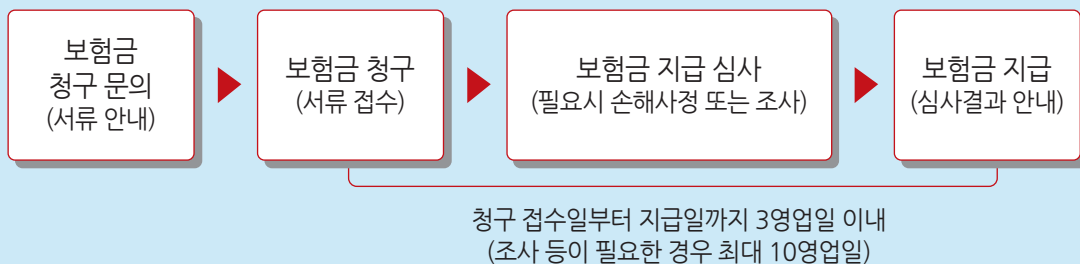 보험금
청구 문의
(서류 안내)
보험금 청구
(서류 접수)
보험금 지급 심사
(필요시 손해사정 또는 조사)
보험금 지급
(심사결과 안내)
청구 접수일부터 지급일까지 3영업일 이내
(조사 등이 필요한 경우 최대 10영업일)